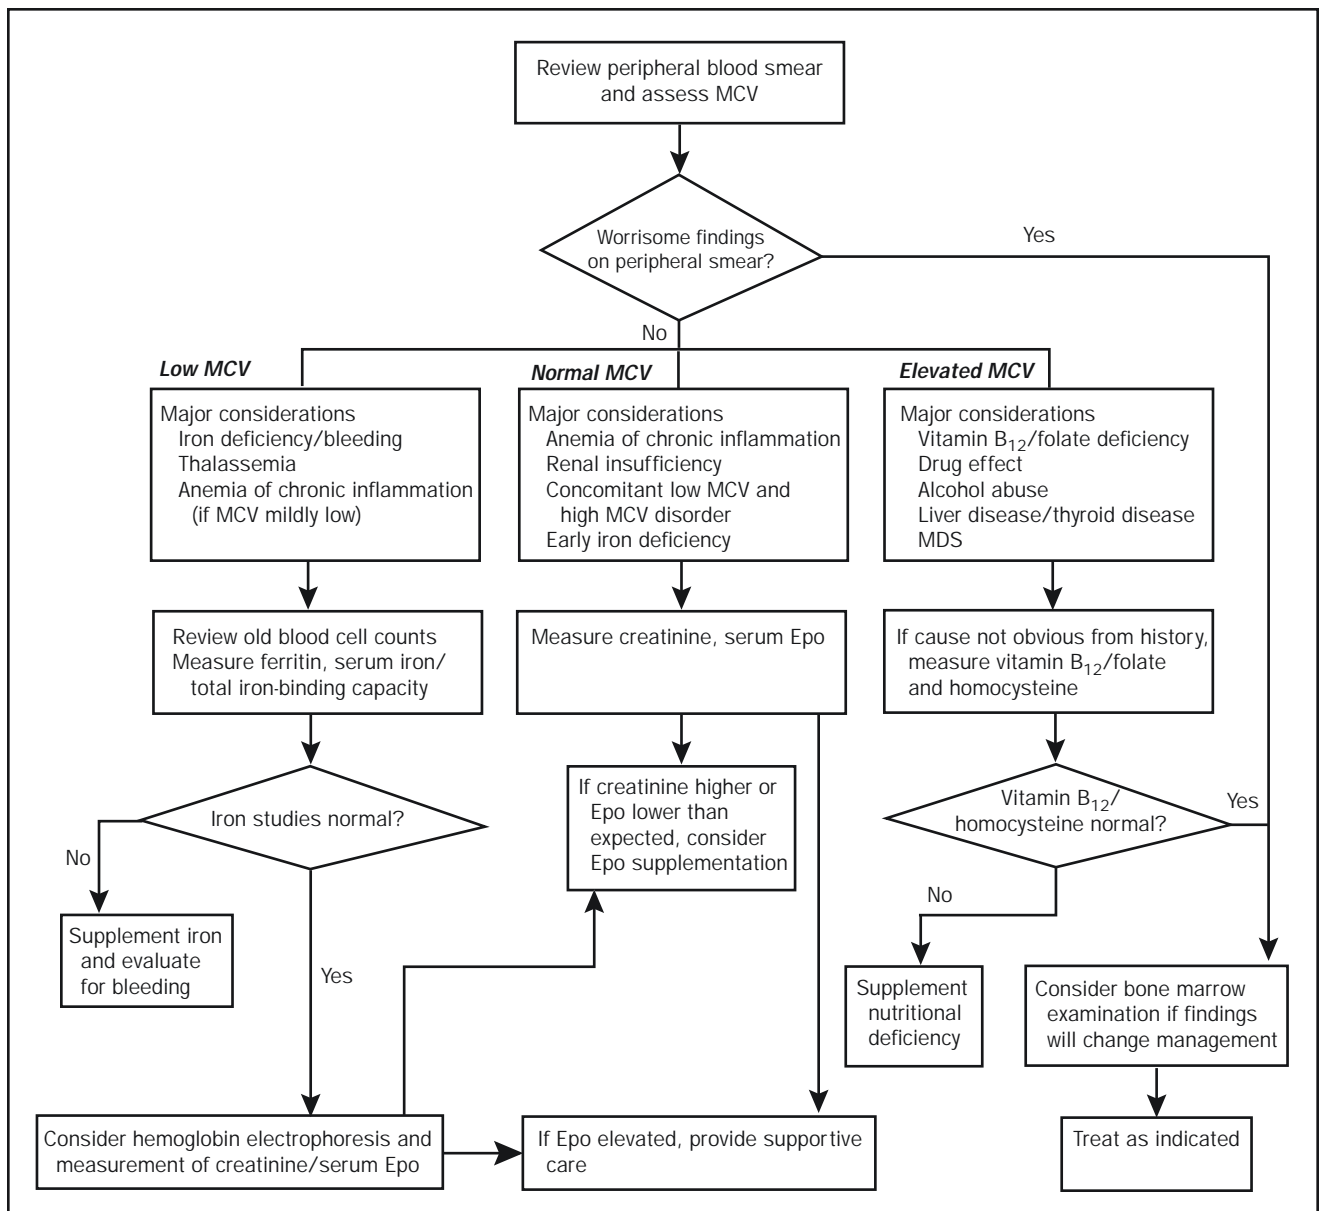 Review peripheral blood smear
and assess MCV
Worrisome findings
on peripheral smear?
Yes
No
Low MCV
Major considerations
Iron deficiency/bleeding
Thalassemia
Anemia of chronic inflammation
(if MCV mildly low)
Normal MCV
Major considerations
Anemia of chronic inflammation
Renal insufficiency
Concomitant low MCV and
high MCV disorder
Early iron deficiency
Elevated MCV
Major considerations
Vitamin B12/folate deficiency
Drug effect
Alcohol abuse
Liver disease/thyroid disease
MDS
Review old blood cell counts
Measure ferritin, serum iron/
total iron-binding capacity
Measure creatinine, serum Epo
If cause not obvious from history,
measure vitamin B12/folate
and homocysteine
Iron studies normal?
No
Yes
If creatinine higher or
Epo lower than
expected, consider
Epo supplementation
Vitamin B12/
homocysteine normal?
Yes
No
Supplement iron
and evaluate
for bleeding
Supplement
nutritional
deficiency
Consider bone marrow
examination if findings
will change management
Consider hemoglobin electrophoresis and
measurement of creatinine/serum Epo
If Epo elevated, provide supportive
care
Treat as indicated